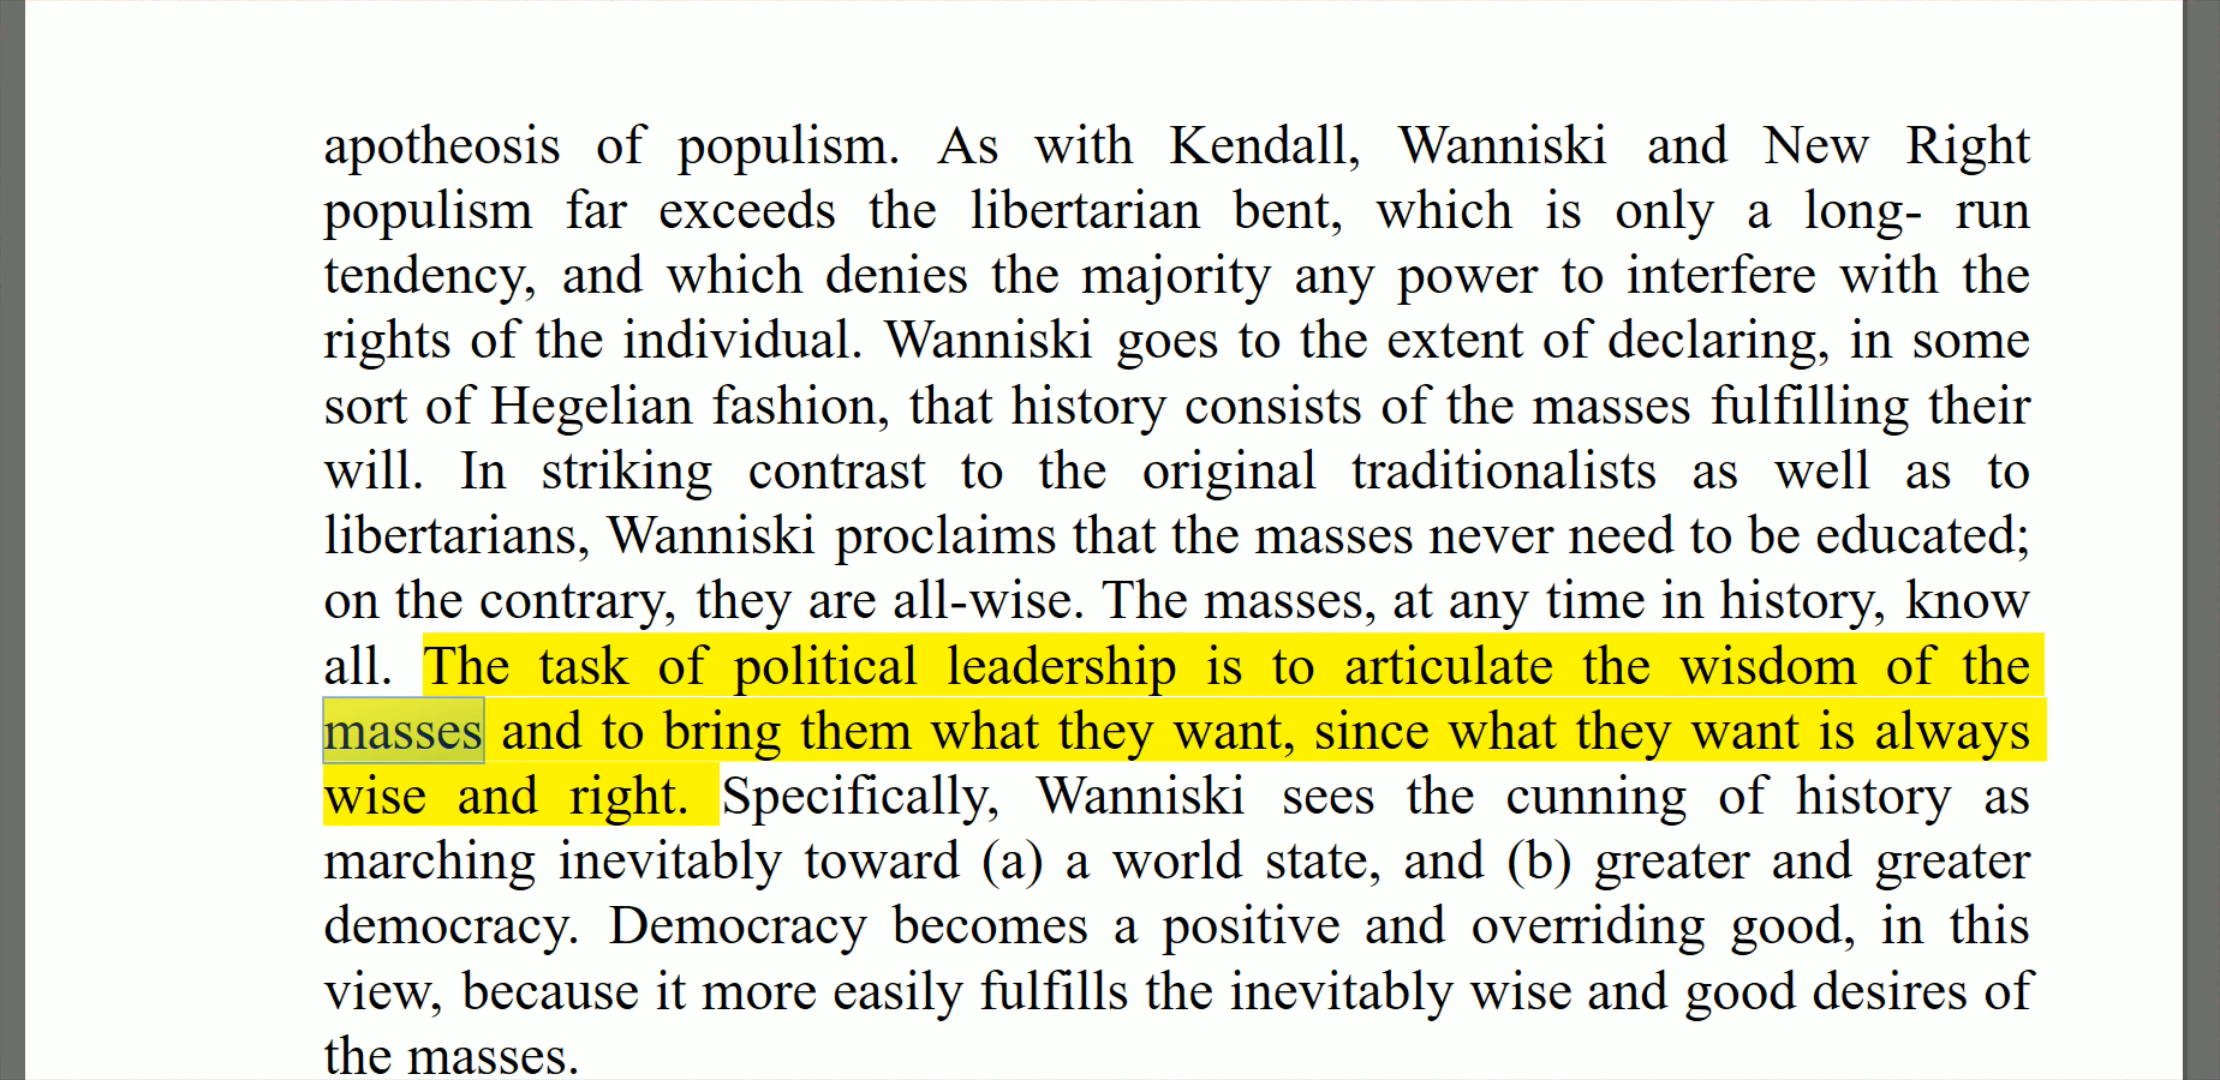 apotheosis of populism. As with Kendall, Wanniski and New Right
populism far exceeds the libertarian bent, which is only a long- run
tendency, and which denies the majority any power to interfere with the
rights of the individual. Wanniski goes to the extent of declaring, in some
sort of Hegelian fashion, that history consists of the masses fulfilling their
will. In striking contrast to the original traditionalists as well as to
libertarians, Wanniski proclaims that the masses never need to be educated;
on the contrary, they are all-wise. The masses, at any time in history, know
all. The task of political leadership is to articulate the wisdom of the
masses and to bring them what they want, since what they want is always
wise and right. Specifically, Wanniski sees the cunning of history as
marching inevitably toward (a) a world state, and (b) greater and greater
democracy. Democracy becomes a positive and overriding good, in this
view, because it more easily fulfills the inevitably wise and good desires of
the masses.